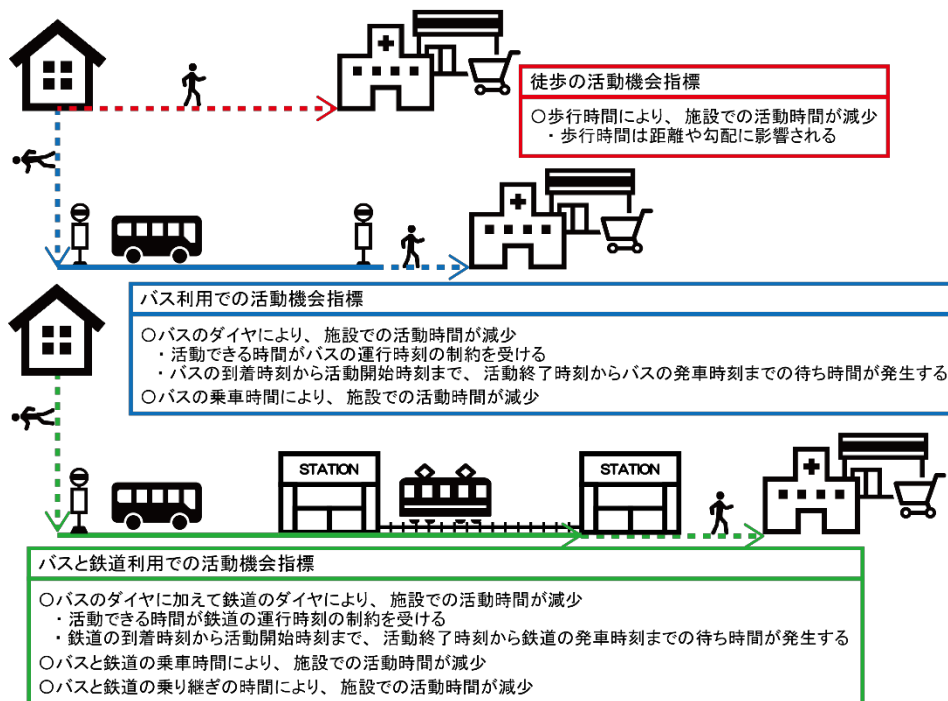 徒歩の活動機会指標
○歩行時間により、施設での活動時間が減少
・歩行時間は距離や勾配に影響される
バス利用での活動機会指標
○バスのダイヤにより、施設での活動時間が減少
・活動できる時間がバスの運行時刻の制約を受ける
・バスの到着時刻から活動開始時刻まで、活動終了時刻からバスの発車時刻までの待ち時間が発生する
○バスの乗車時間により、施設での活動時間が減少
STATION
STATION
バスと鉄道利用での活動機会指標
○バスのダイヤに加えて鉄道のダイヤにより、施設での活動時間が減少
・活動できる時間が鉄道の運行時刻の制約を受ける
・鉄道の到着時刻から活動開始時刻まで、活動終了時刻から鉄道の発車時刻までの待ち時間が発生する
○バスと鉄道の乗車時間により、施設での活動時間が減少
○バスと鉄道の乗り継ぎの時間により、施設での活動時間が減少